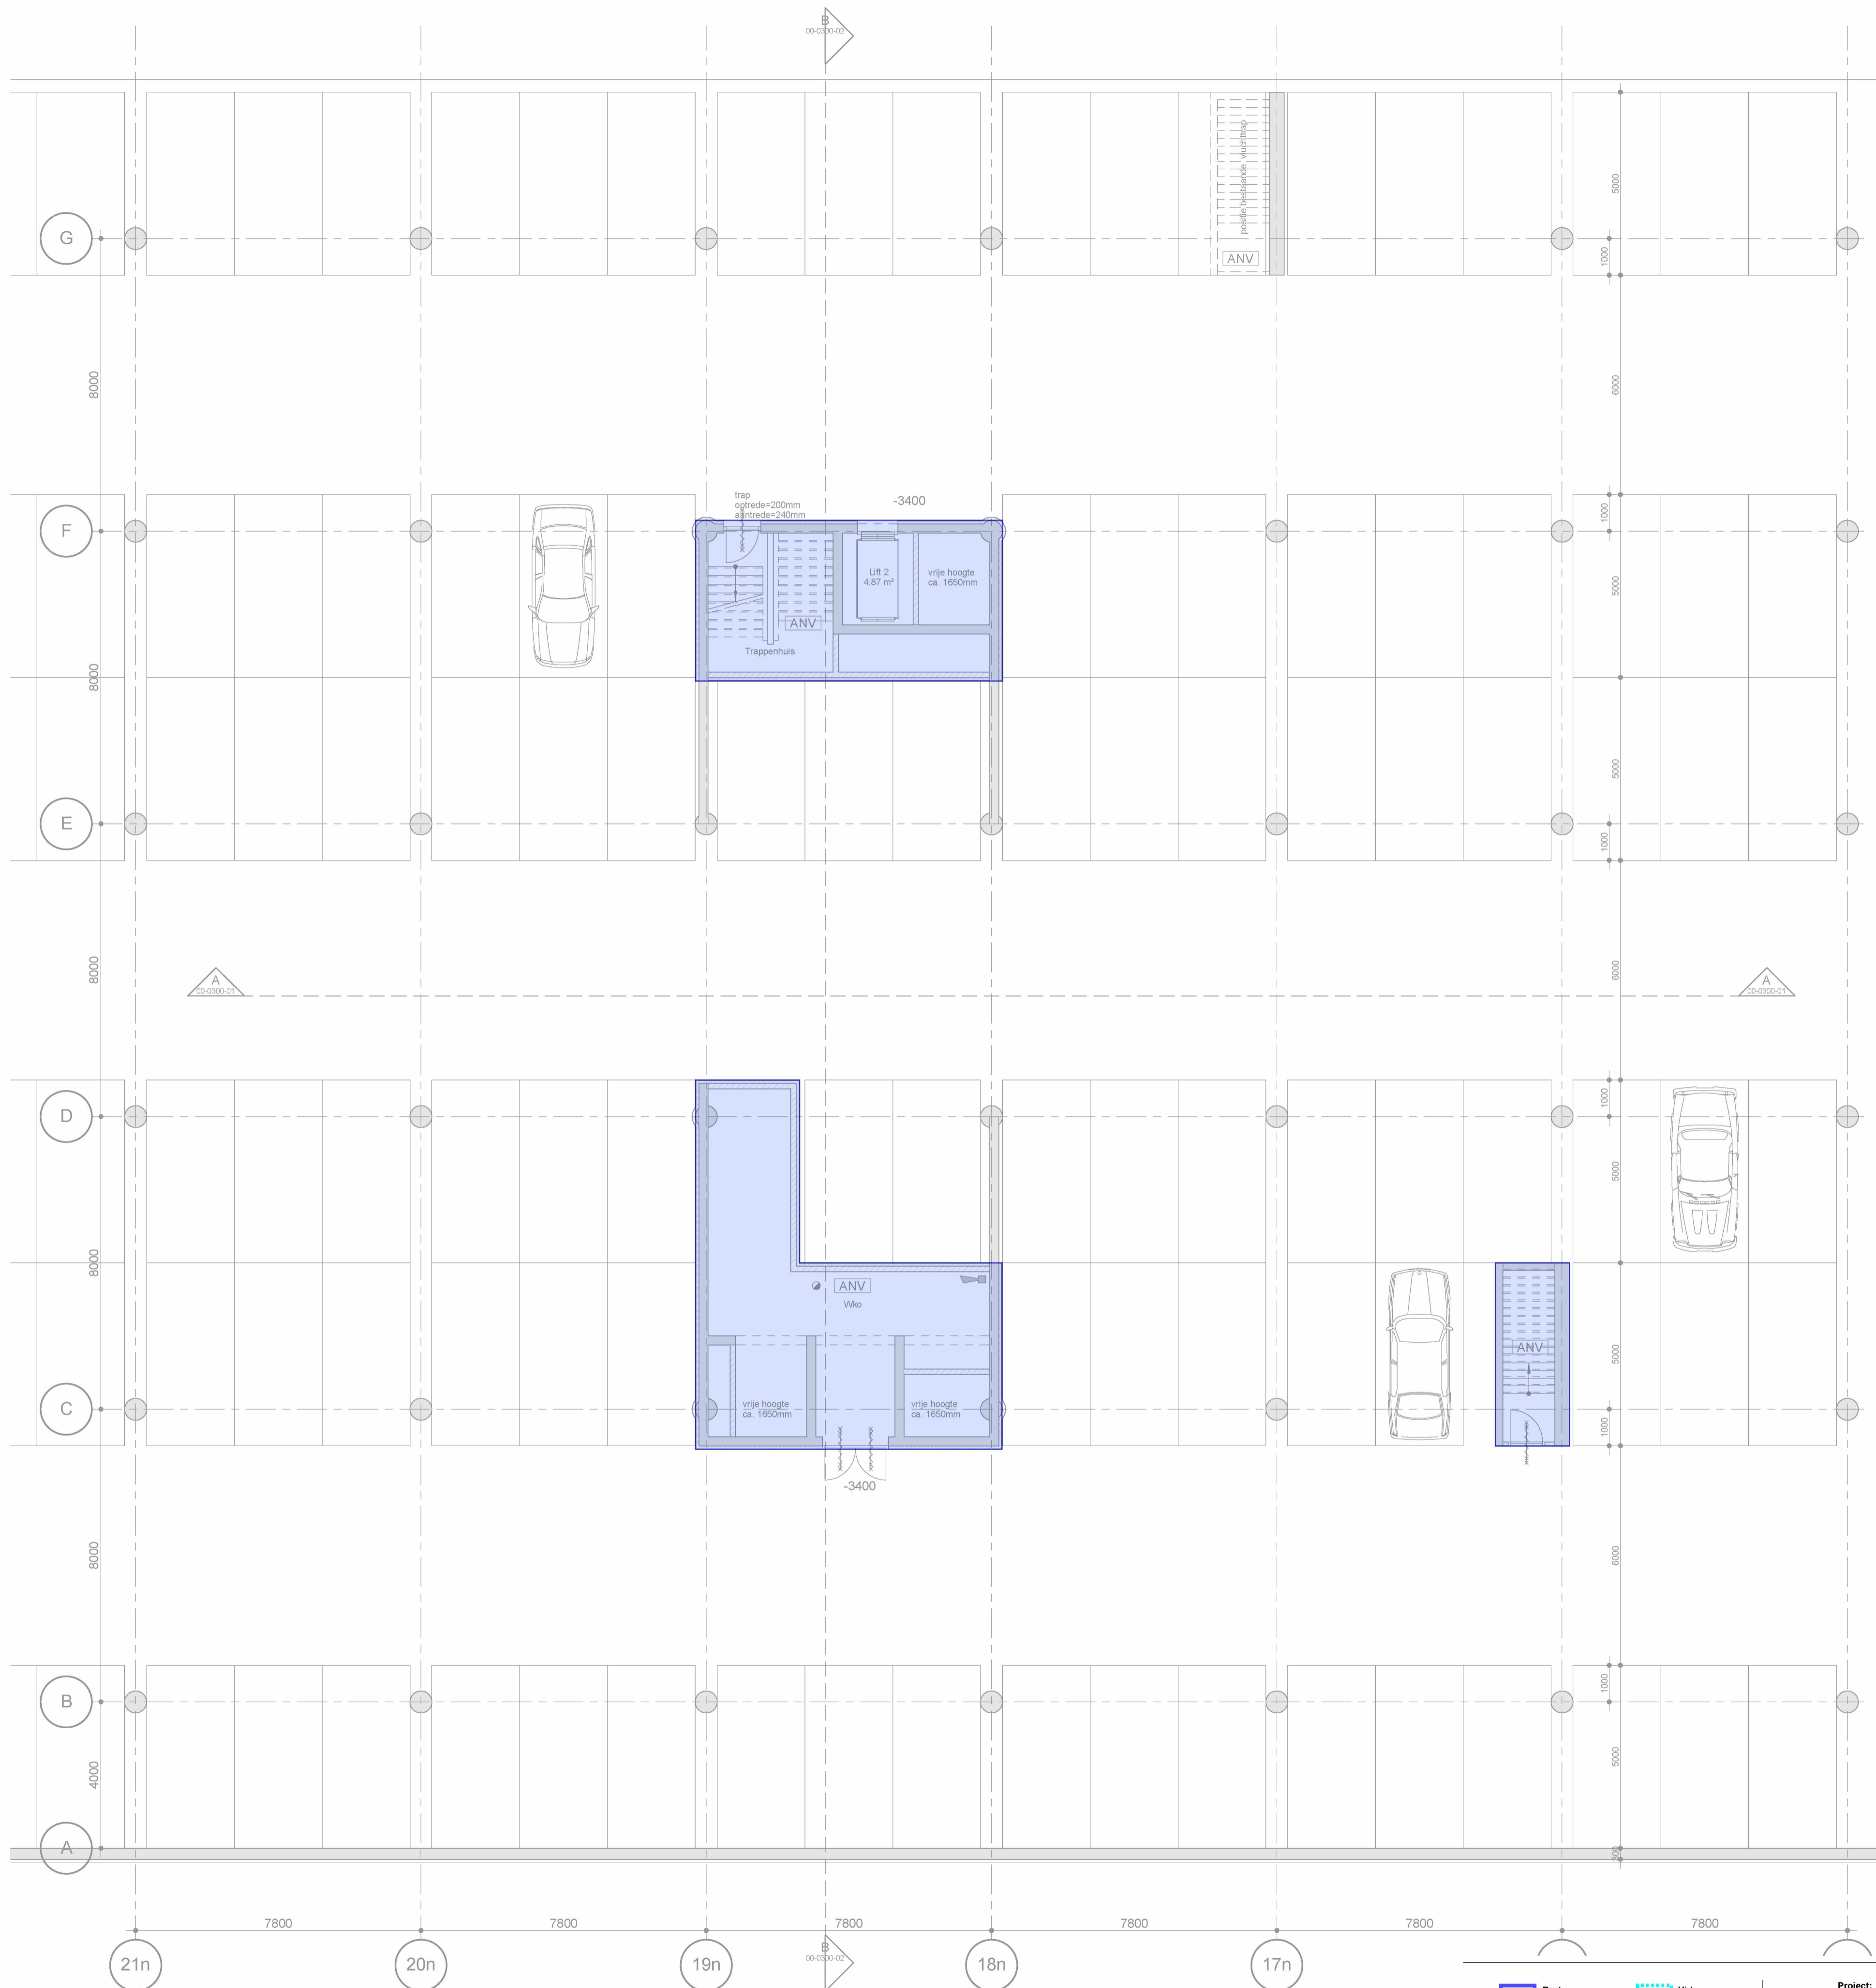 B
00-0300-02
positie bestaande vluchttrap
5000
G
ANV
1000
8000
6000
trap
optrede=200mm
aantrede=240mm
-3400
1000
F
Lift 2
4.87 m²
vrije hoogte
ca. 1650mm
5000
ANV
Trappenhuis
8000
5000
E
1000
8000
6000
A
00-0300-01
A
00-0300-01
1000
D
5000
8000
ANV
Wko
ANV
5000
C
vrije hoogte
ca. 1650mm
vrije hoogte
ca. 1650mm
1000
-3400
8000
6000
1000
B
4000
5000
A
300
7800
7800
7800
7800
7800
7800
B
00-0300-02
21n
20n
19n
18n
17n
Project: